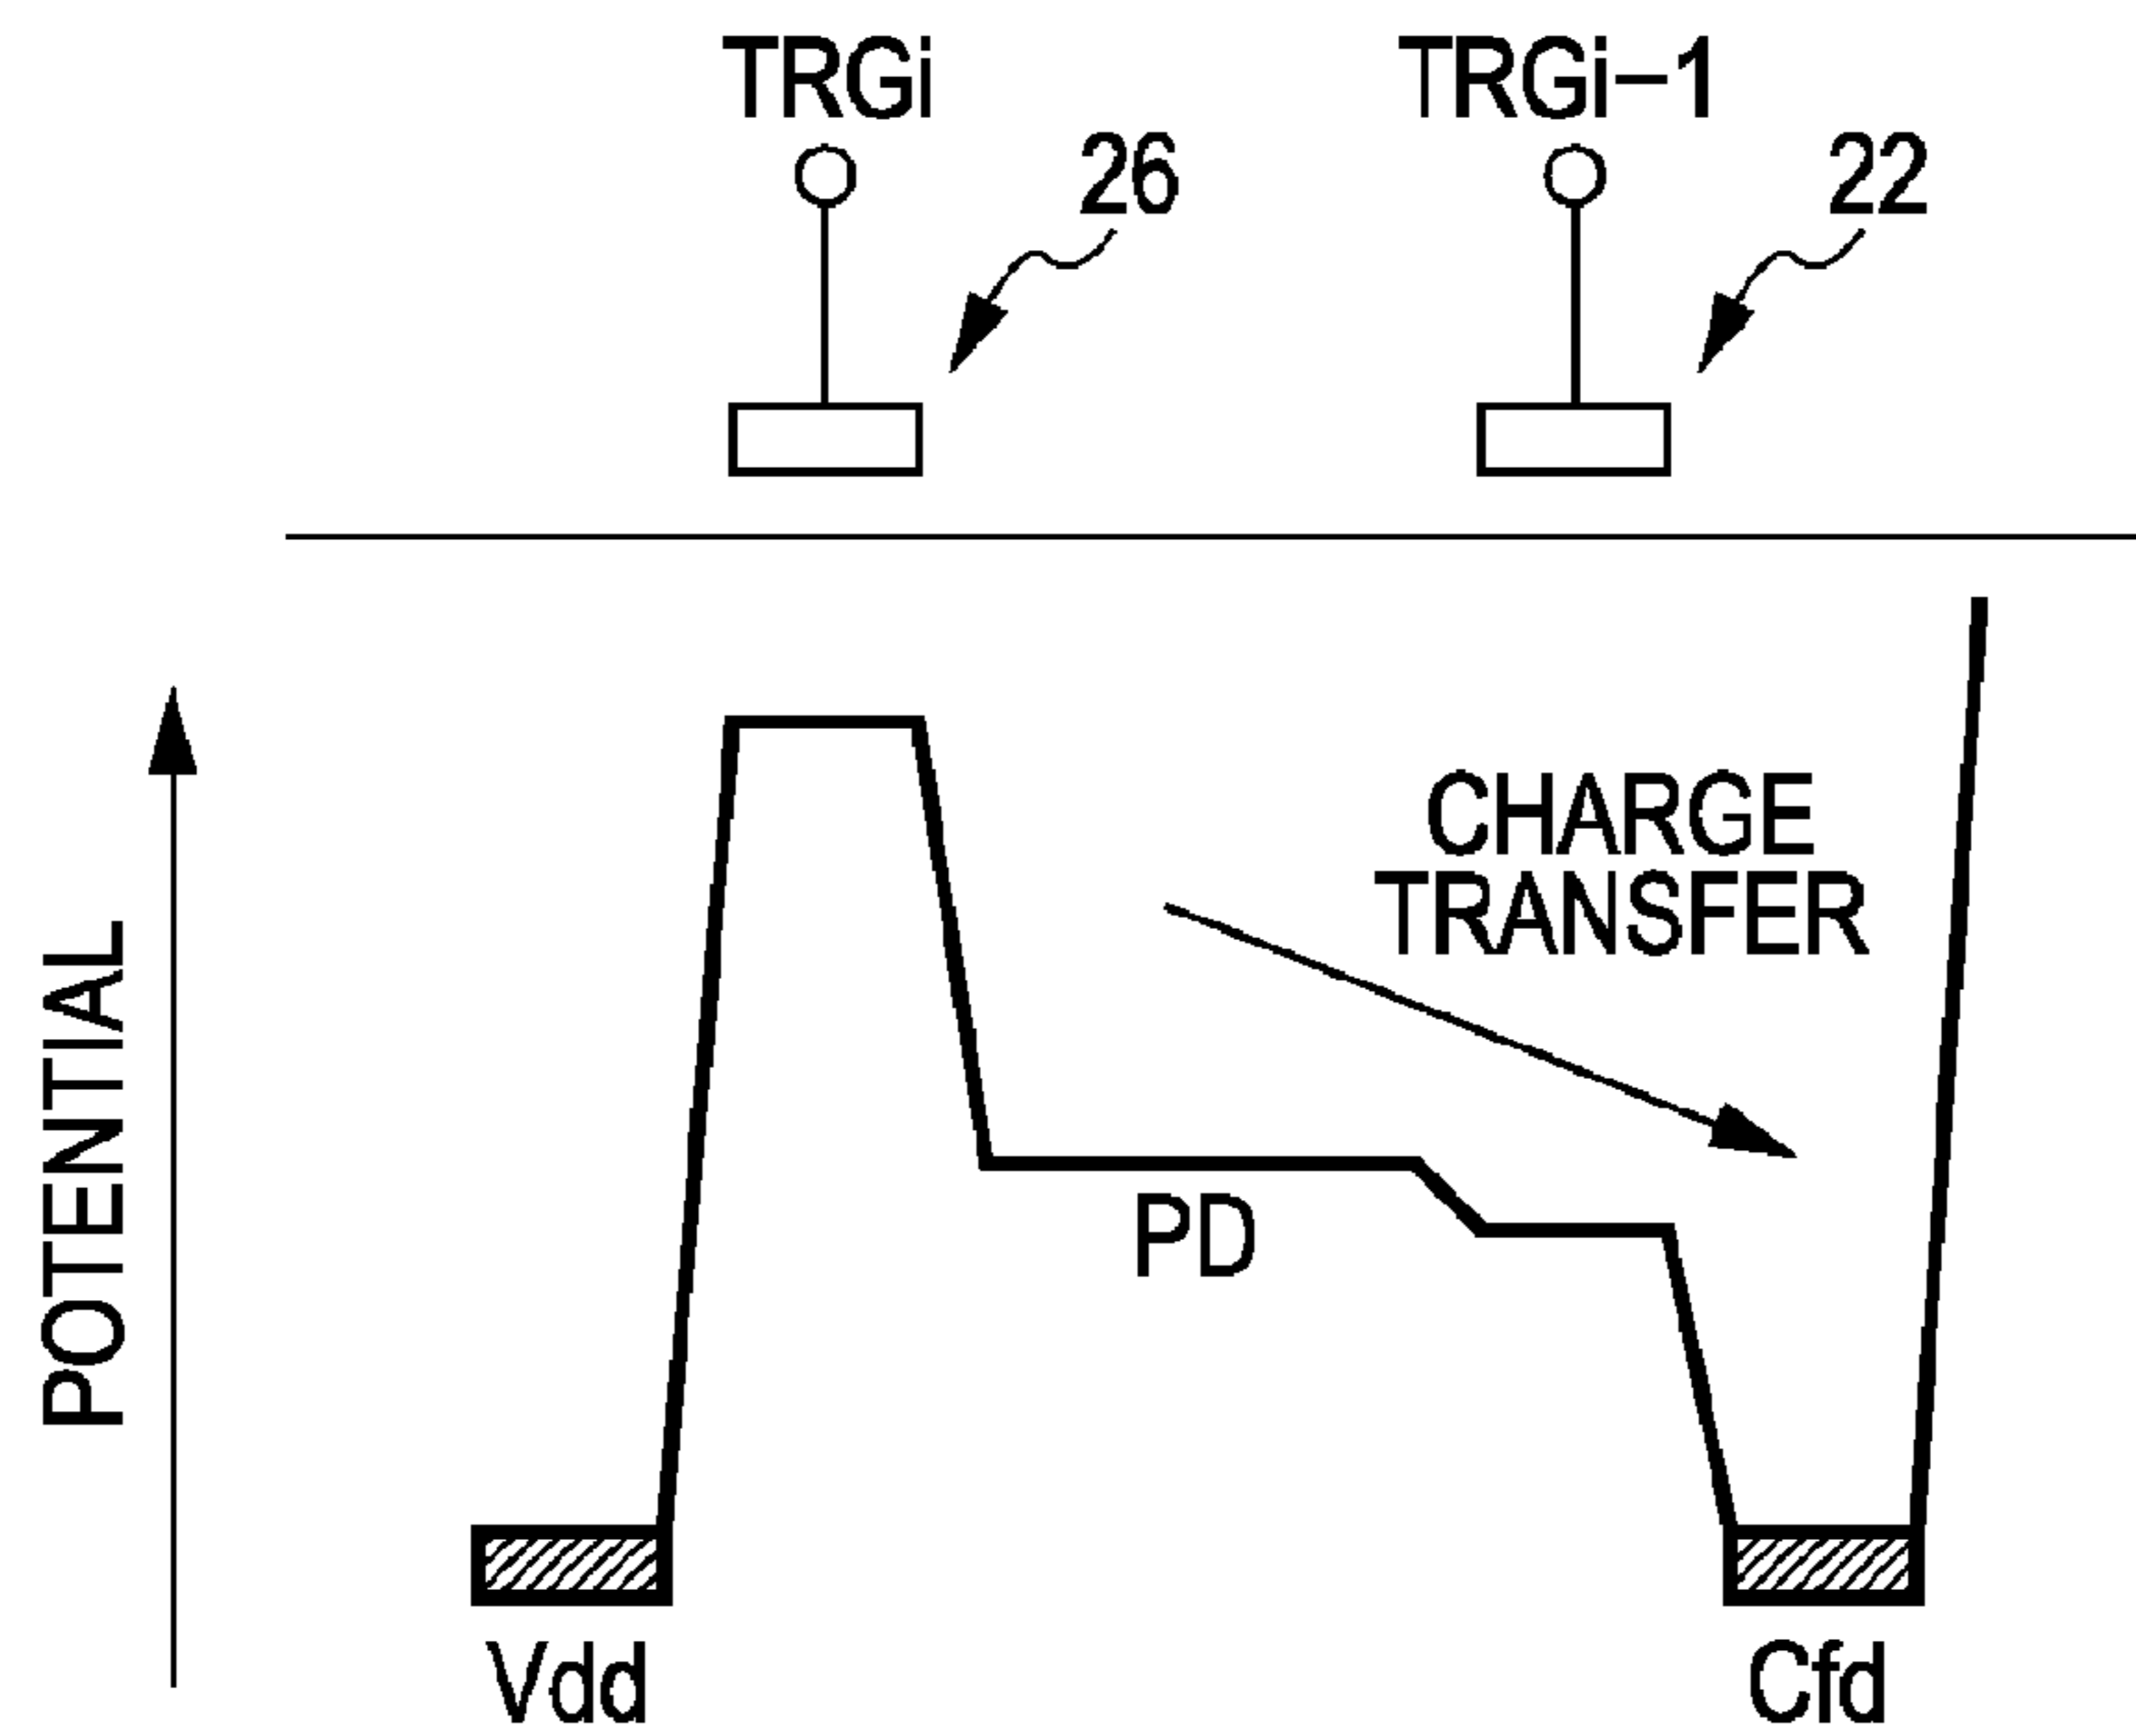 TRGi
TRGi–1
26
22
CHARGE
TRANSFER
POTENTIAL
PD
Vdd
Cfd